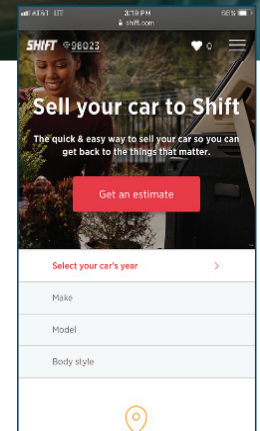 AT&T LTE 3:19 PM 68%
shift.com
SHIFT 98023 0
Sell your car to Shift
The quick & easy way to sell your car so you can
get back to the things that matter.
Get an estimate
Select your car's year
Make
Model
Body style